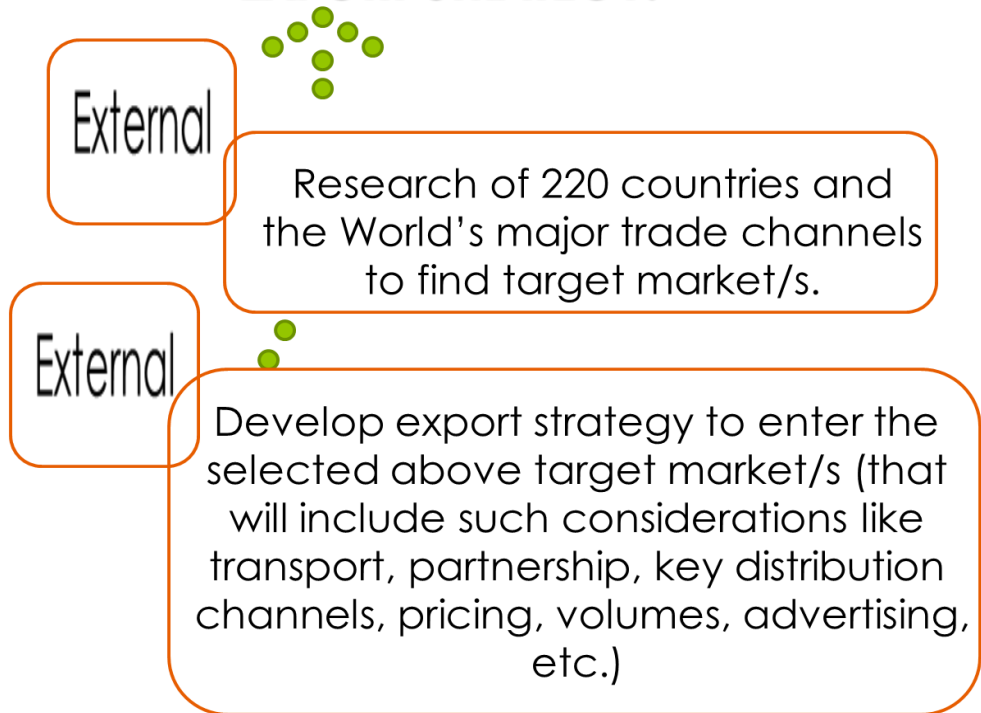 External
Research of 220 countries and
the World’s major trade channels
to find target market/s.
External
Develop export strategy to enter the
selected above target market/s (that
will include such considerations like
transport, partnership, key distribution
channels, pricing, volumes, advertising,
etc.)